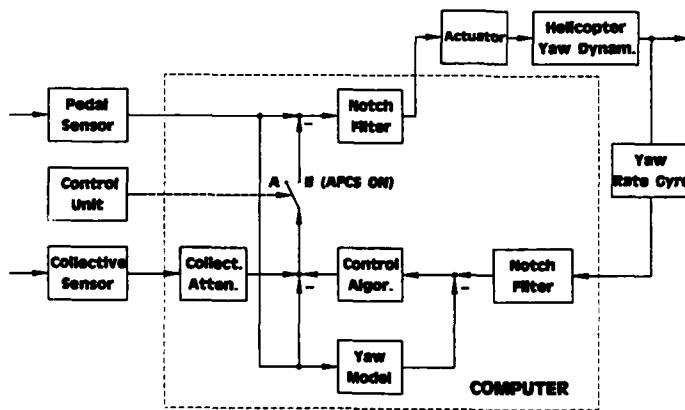 Actuator
Helicopter
Yaw Dynam.
Pedal
Sensor
-
Notch
Filter
Control
Unit
A
B (APCS ON)
Yaw
Rate Gyro
Collective
Sensor
Collect.
Atten.
-
Control
Algor.
-
Notch
Filter
Yaw
Model
COMPUTER